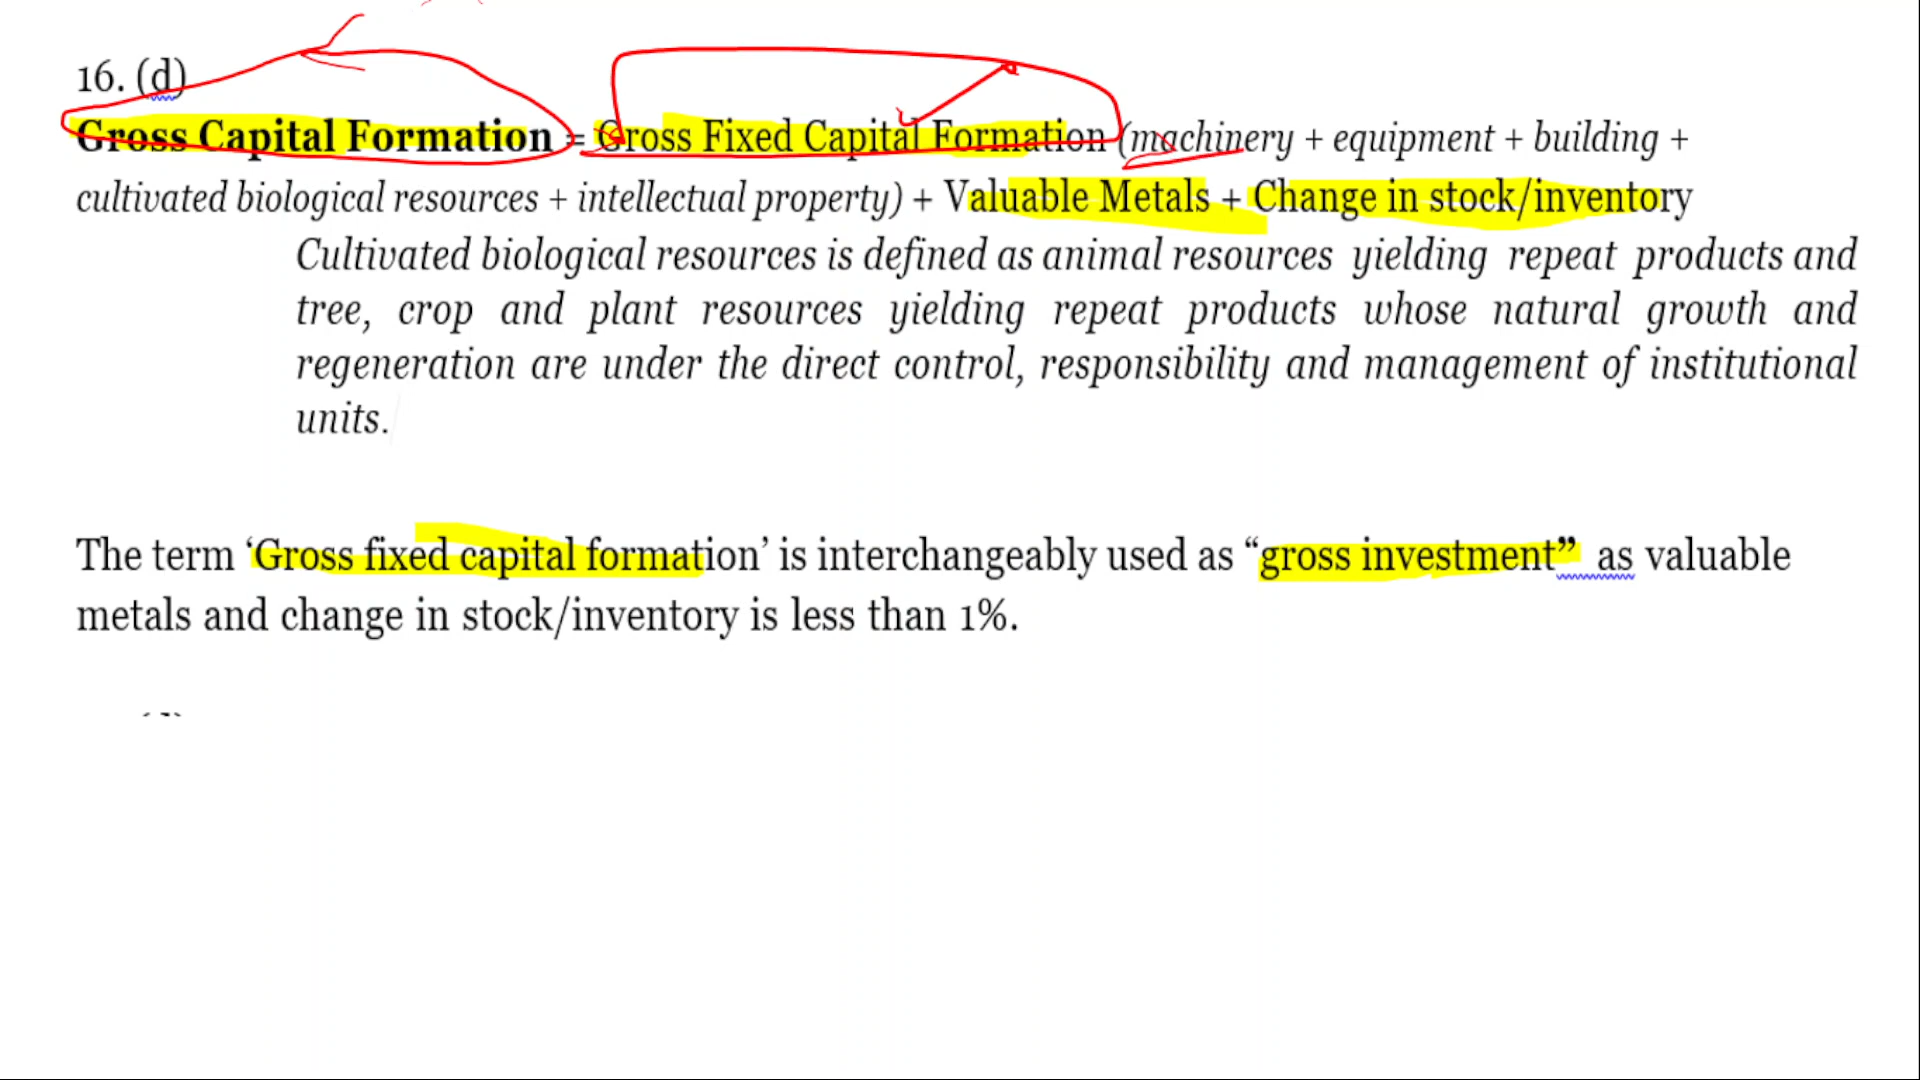 16. (d)
Gross Capital Formation = Gross Fixed Capital Formation (machinery + equipment + building +
cultivated biological resources + intellectual property) + Valuable Metals + Change in stock/inventory
Cultivated biological resources is defined as animal resources yielding repeat products and
tree, crop and plant resources yielding repeat products whose natural growth and
regeneration are under the direct control, responsibility and management of institutional
units.
The term ‘Gross fixed capital formation’ is interchangeably used as “gross investment” as valuable
metals and change in stock/inventory is less than 1%.